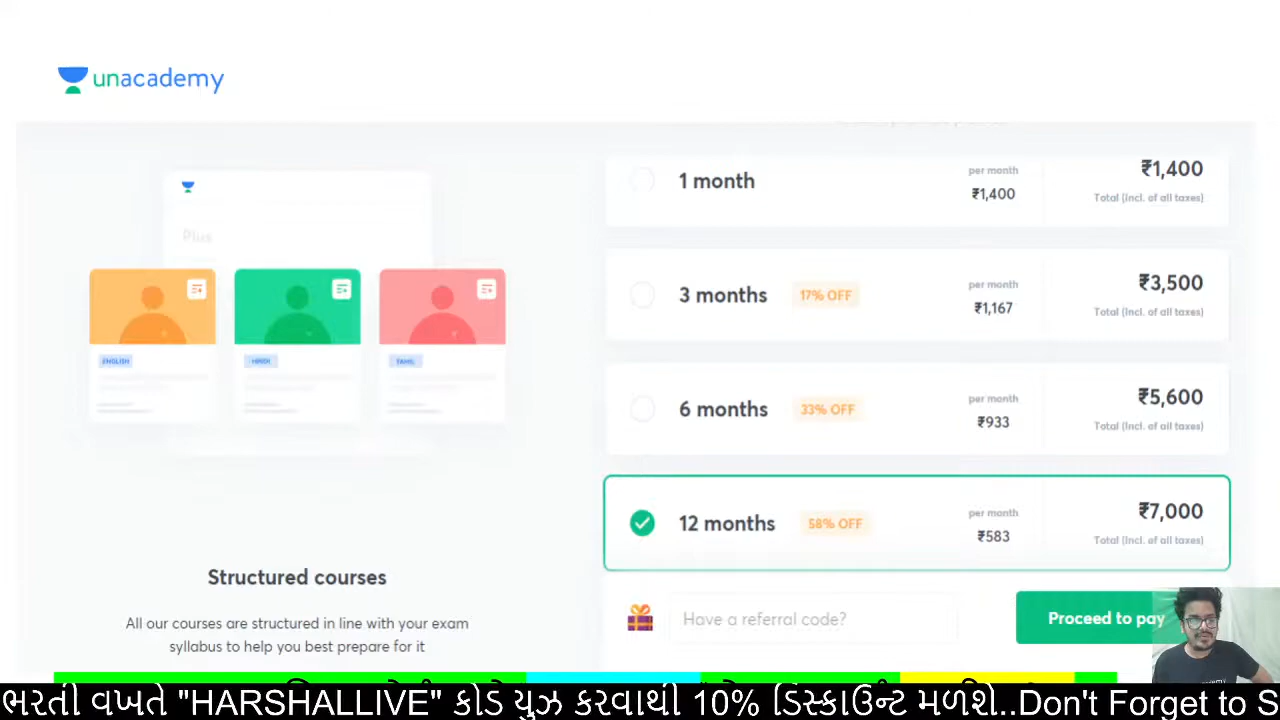 unacademy
1 month
per month
₹1,400
₹1,400
Total (Incl. of all taxes)
Plus
3 months
17% OFF
per month
₹1,167
₹3,500
Total (Incl. of all taxes)
ENGLISH
HINDI
TAMIL
6 months
33% OFF
per month
₹933
₹5,600
Total (Incl. of all taxes)
12 months
58% OFF
per month
₹583
₹7,000
Total (Incl. of all taxes)
Structured courses
All our courses are structured in line with your exam
syllabus to help you best prepare for it
Have a referral code?
Proceed to pay
ભરતી વખતે "HARSHALLIVE" કોડ યુઝ કરવાથી 10% ડિસ્કાઉન્ટ મળશે..Don't Forget to S